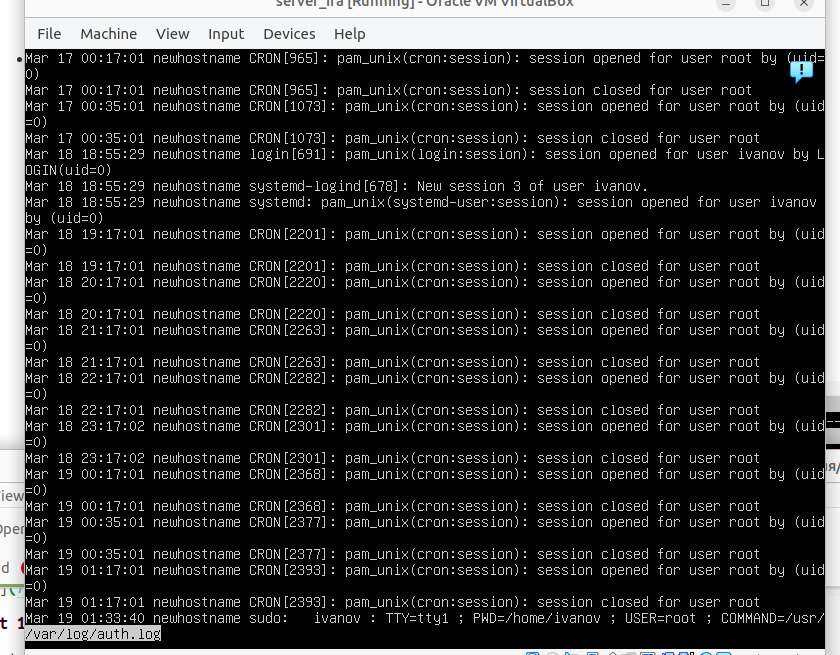 server_ira [Running] - Oracle VM VirtualBox
File Machine View Input Devices Help
Mar 17 00:17:01 newhostname CRON[965]: pam_unix(cron:session): session opened for user root by (uid=
0)
Mar 17 00:17:01 newhostname CRON[965]: pam_unix(cron:session): session closed for user root
Mar 17 00:35:01 newhostname CRON[1073]: pam_unix(cron:session): session opened for user root by (uid
=0)
Mar 17 00:35:01 newhostname CRON[1073]: pam_unix(cron:session): session closed for user root
Mar 18 18:55:29 newhostname login[691]: pam_unix(login:session): session opened for user ivanov by L
OGIN(uid=0)
Mar 18 18:55:29 newhostname systemd-logind[678]: New session 3 of user ivanov.
Mar 18 18:55:29 newhostname systemd: pam_unix(systemd-user:session): session opened for user ivanov
by (uid=0)
Mar 18 19:17:01 newhostname CRON[2201]: pam_unix(cron:session): session opened for user root by (uid
=0)
Mar 18 19:17:01 newhostname CRON[2201]: pam_unix(cron:session): session closed for user root
Mar 18 20:17:01 newhostname CRON[2220]: pam_unix(cron:session): session opened for user root by (uid
=0)
Mar 18 20:17:01 newhostname CRON[2220]: pam_unix(cron:session): session closed for user root
Mar 18 21:17:01 newhostname CRON[2263]: pam_unix(cron:session): session opened for user root by (uid
=0)
Mar 18 21:17:01 newhostname CRON[2263]: pam_unix(cron:session): session closed for user root
Mar 18 22:17:01 newhostname CRON[2282]: pam_unix(cron:session): session opened for user root by (uid
=0)
Mar 18 22:17:01 newhostname CRON[2282]: pam_unix(cron:session): session closed for user root
Mar 18 23:17:02 newhostname CRON[2301]: pam_unix(cron:session): session opened for user root by (uid
=0)
Mar 18 23:17:02 newhostname CRON[2301]: pam_unix(cron:session): session closed for user root
Mar 19 00:17:01 newhostname CRON[2368]: pam_unix(cron:session): session opened for user root by (uid
=0)
Mar 19 00:17:01 newhostname CRON[2368]: pam_unix(cron:session): session closed for user root
Mar 19 00:35:01 newhostname CRON[2377]: pam_unix(cron:session): session opened for user root by (uid
=0)
Mar 19 00:35:01 newhostname CRON[2377]: pam_unix(cron:session): session closed for user root
Mar 19 01:17:01 newhostname CRON[2393]: pam_unix(cron:session): session opened for user root by (uid
=0)
Mar 19 01:17:01 newhostname CRON[2393]: pam_unix(cron:session): session closed for user root
Mar 19 01:33:40 newhostname sudo:   ivanov : TTY=tty1 ; PWD=/home/ivanov ; USER=root ; COMMAND=/usr/
/var/log/auth.log